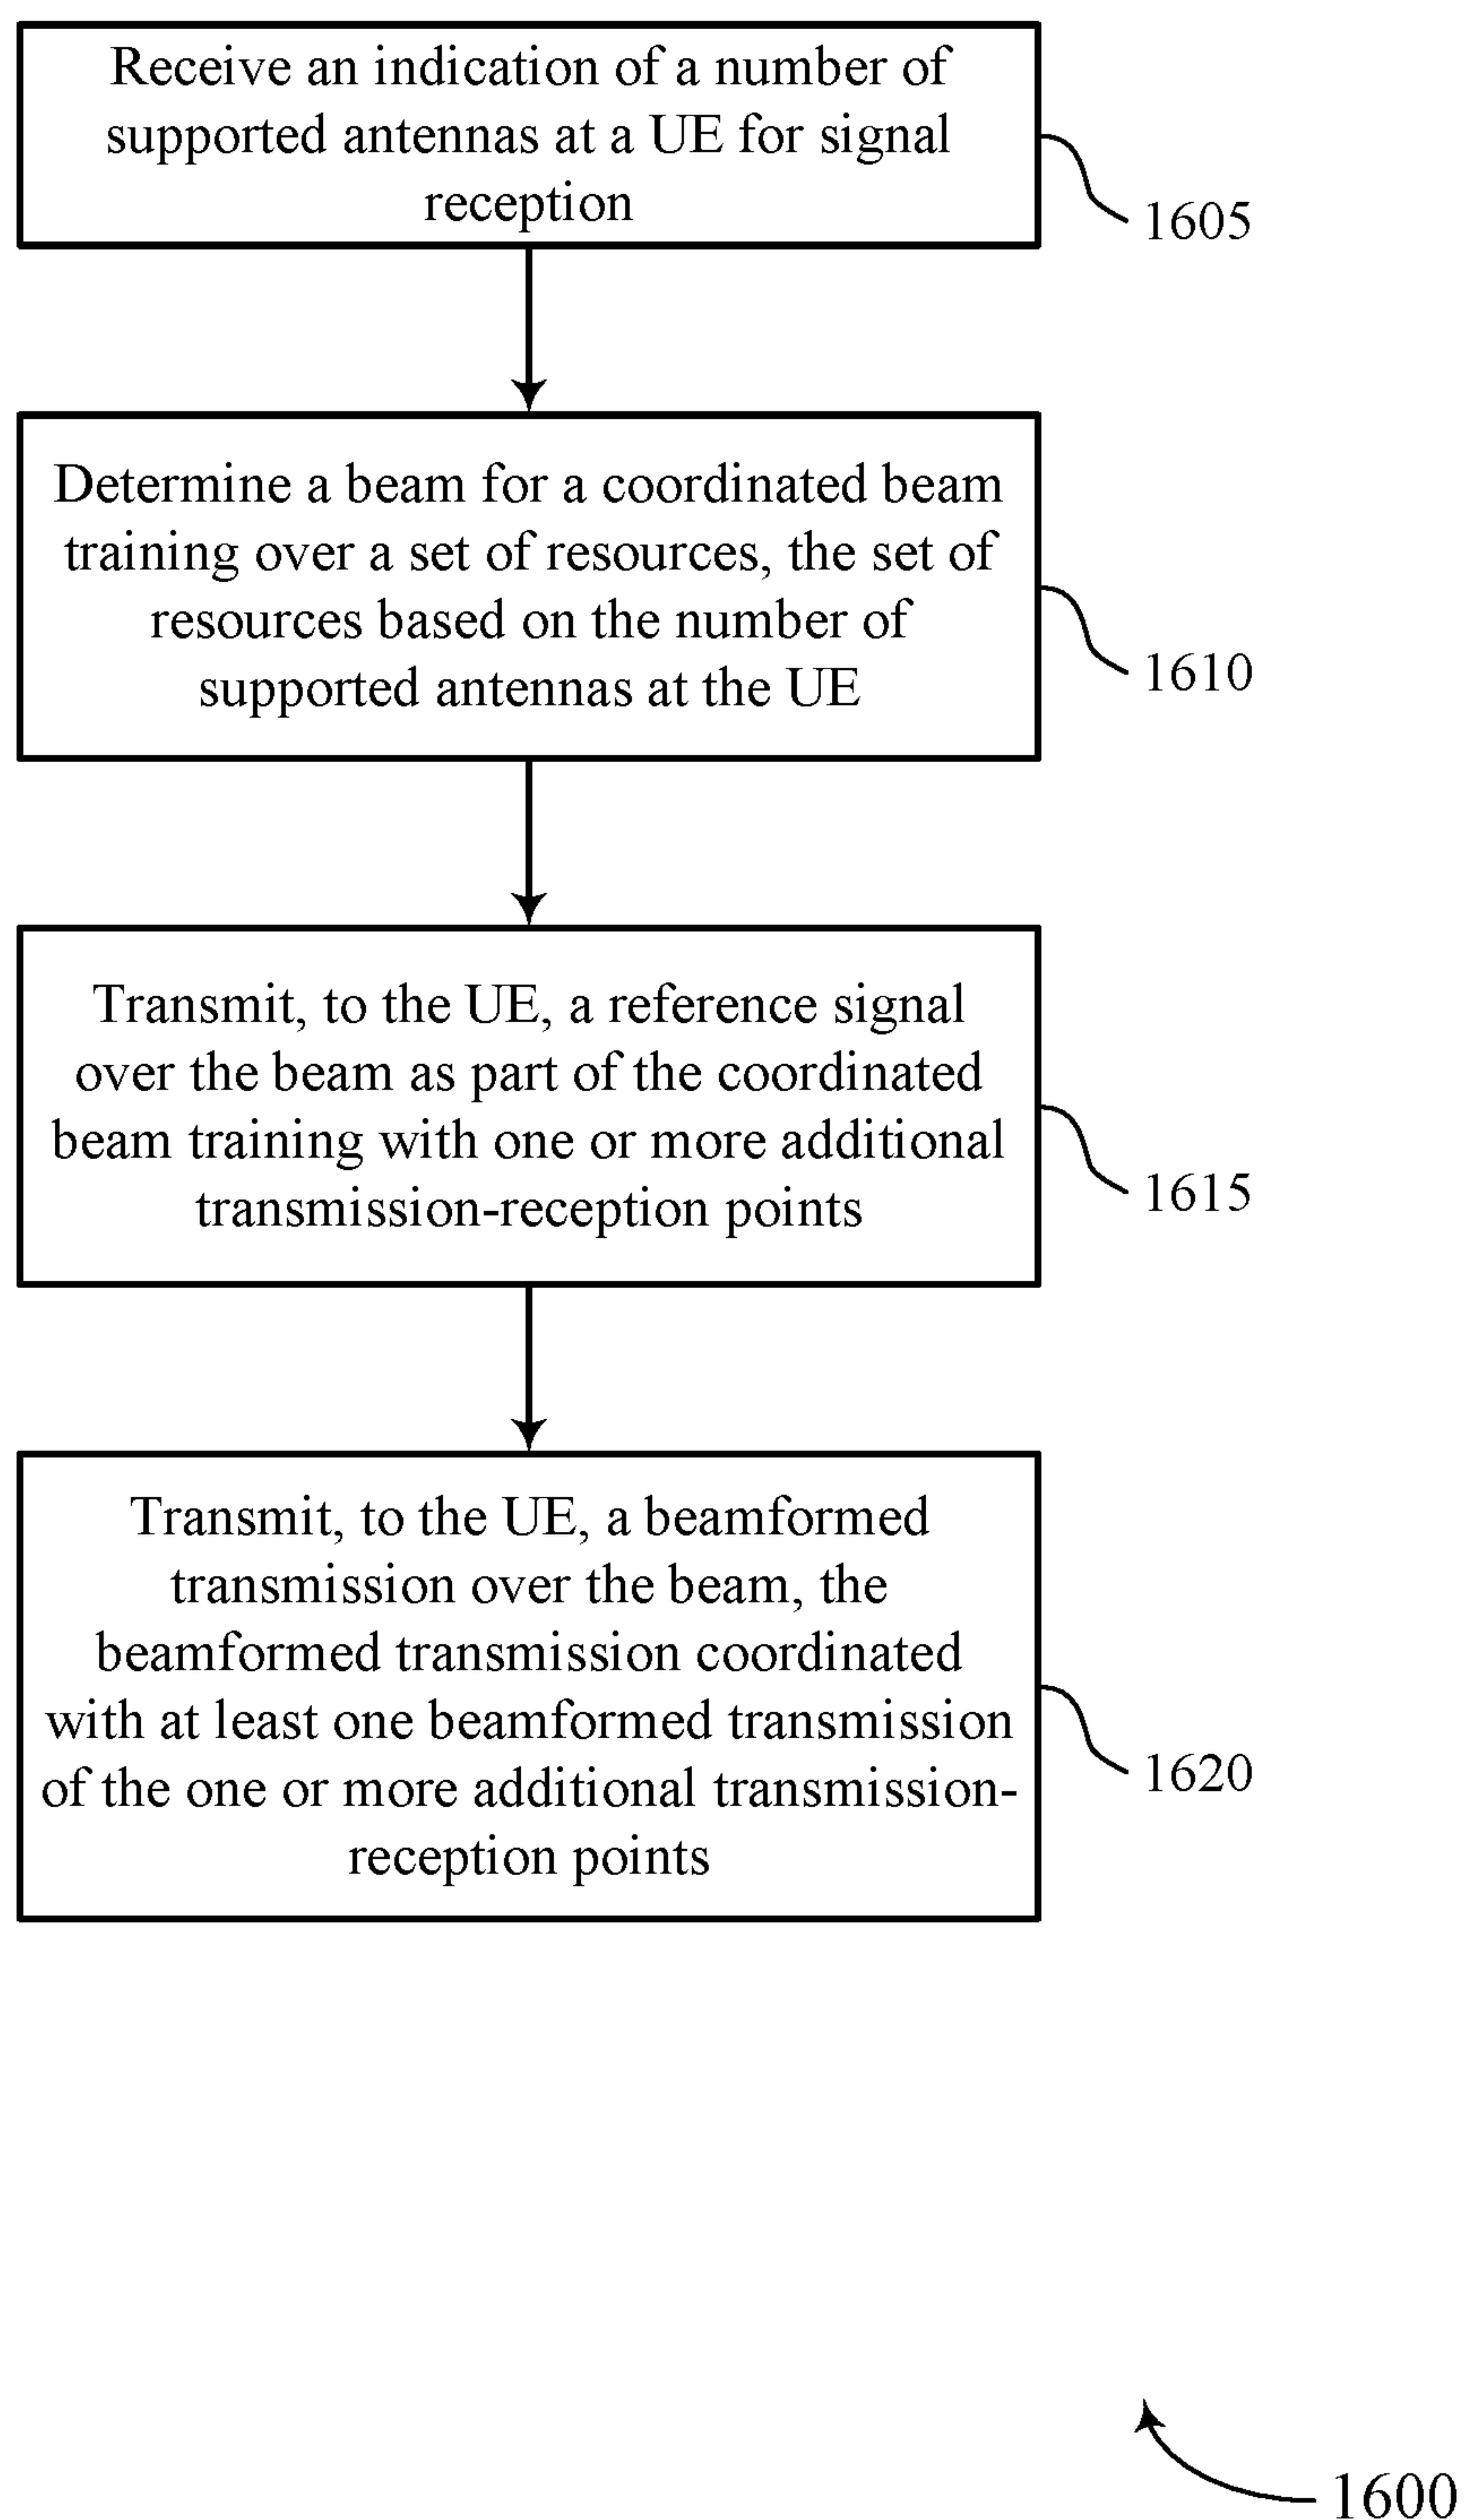 Receive an indication of a number of
supported antennas at a UE for signal
reception
1605
Determine a beam for a coordinated beam
training over a set of resources, the set of
resources based on the number of
supported antennas at the UE
1610
Transmit, to the UE, a reference signal
over the beam as part of the coordinated
beam training with one or more additional
transmission-reception points
1615
Transmit, to the UE, a beamformed
transmission over the beam, the
beamformed transmission coordinated
with at least one beamformed transmission
of the one or more additional transmission-
reception points
1620
1600